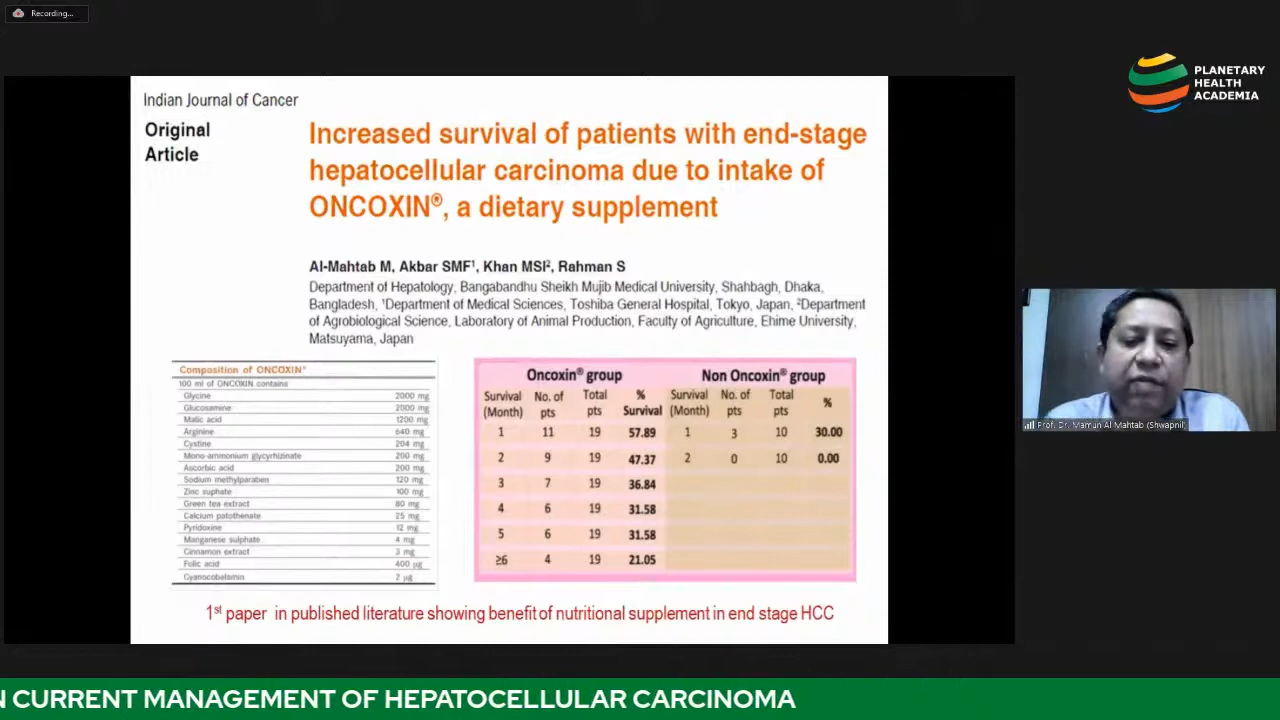 Recording...
PLANETARY
HEALTH
ACADEMIA
Indian Journal of Cancer
Original
Article
Increased survival of patients with end-stage
hepatocellular carcinoma due to intake of
ONCOXIN®, a dietary supplement
Al-Mahtab M, Akbar SMF¹, Khan MSI², Rahman S
Department of Hepatology, Bangabandhu Sheikh Mujib Medical University, Shahbagh, Dhaka,
Bangladesh, ¹Department of Medical Sciences, Toshiba General Hospital, Tokyo, Japan, ²Department
of Agrobiological Science, Laboratory of Animal Production, Faculty of Agriculture, Ehime University,
Matsuyama, Japan
Composition of ONCOXIN®
100 ml of ONCOXIN contains
Glycine 2000 mg
Glucosamine 2000 mg
Malic acid 1200 mg
Arginine 640 mg
Cystine 204 mg
Mono-ammonium glycyrhizinate 200 mg
Ascorbic acid 200 mg
Sodium methylparaben 120 mg
Zinc suphate 100 mg
Green tea extract 80 mg
Calcium patothenate 25 mg
Pyridoxine 12 mg
Manganese sulphate 4 mg
Cinnamon extract 3 mg
Folic acid 400 µg
Cyanocobalamin 2 µg
Oncoxin® group Non Oncoxin® group
Survival (Month) No. of pts Total pts % Survival Survival (Month) No. of pts Total pts %
1 11 19 57.89 1 3 10 30.00
2 9 19 47.37 2 0 10 0.00
3 7 19 36.84
4 6 19 31.58
5 6 19 31.58
≥6 4 19 21.05
1st paper in published literature showing benefit of nutritional supplement in end stage HCC
Prof. Dr. Mamun Al Mahtab (Shwapnil)
N CURRENT MANAGEMENT OF HEPATOCELLULAR CARCINOMA